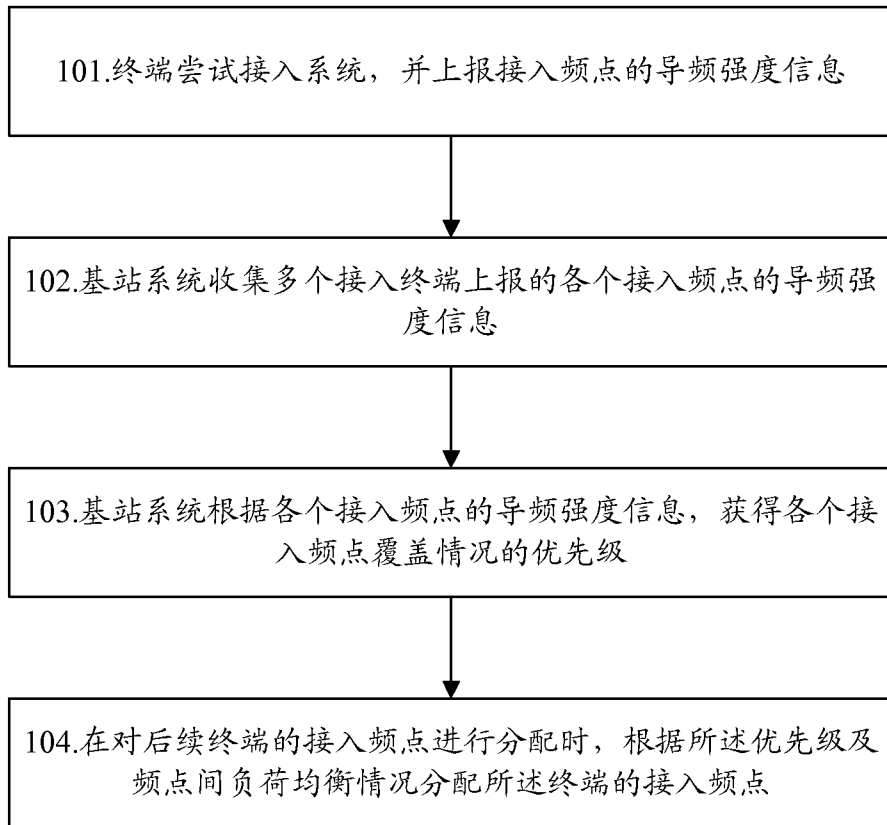 101.终端尝试接入系统，并上报接入频点的导频强度信息
102.基站系统收集多个接入终端上报的各个接入频点的导频强
度信息
103.基站系统根据各个接入频点的导频强度信息，获得各个接
入频点覆盖情况的优先级
104.在对后续终端的接入频点进行分配时，根据所述优先级及
频点间负荷均衡情况分配所述终端的接入频点